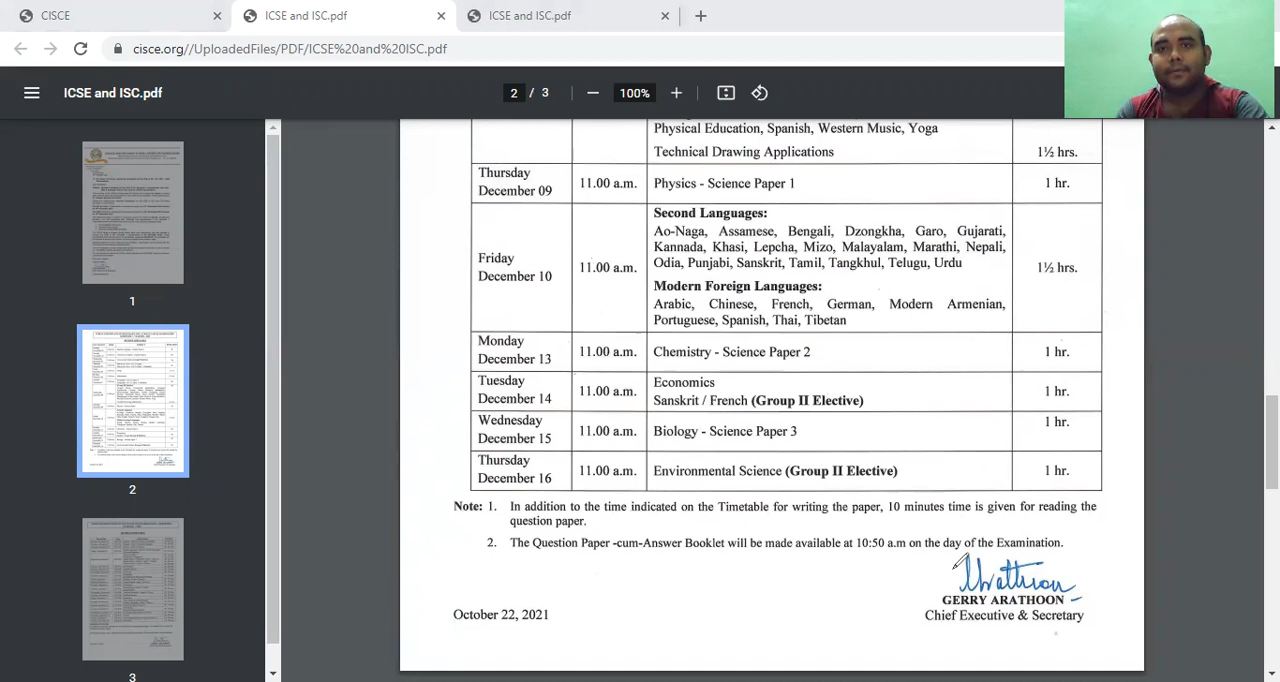 CISCE
ICSE and ISC.pdf
ICSE and ISC.pdf
cisce.org//UploadedFiles/PDF/ICSE%20and%20ISC.pdf
ICSE and ISC.pdf
2 / 3
100%
Physical Education, Spanish, Western Music, Yoga
Technical Drawing Applications 1½ hrs.
Thursday
December 09 11.00 a.m. Physics - Science Paper 1 1 hr.
Second Languages:
Ao-Naga, Assamese, Bengali, Dzongkha, Garo, Gujarati,
Kannada, Khasi, Lepcha, Mizo, Malayalam, Marathi, Nepali,
Odia, Punjabi, Sanskrit, Tamil, Tangkhul, Telugu, Urdu
Friday
December 10 11.00 a.m. 1½ hrs.
Modern Foreign Languages:
Arabic, Chinese, French, German, Modern Armenian,
Portuguese, Spanish, Thai, Tibetan
Monday
December 13 11.00 a.m. Chemistry - Science Paper 2 1 hr.
Tuesday
December 14 11.00 a.m. Economics 1 hr.
Sanskrit / French (Group II Elective)
Wednesday
December 15 11.00 a.m. Biology - Science Paper 3 1 hr.
Thursday
December 16 11.00 a.m. Environmental Science (Group II Elective) 1 hr.
Note: 1. In addition to the time indicated on the Timetable for writing the paper, 10 minutes time is given for reading the
question paper.
2. The Question Paper -cum-Answer Booklet will be made available at 10:50 a.m on the day of the Examination.
GERRY ARATHOON
October 22, 2021 Chief Executive & Secretary
1
2
3